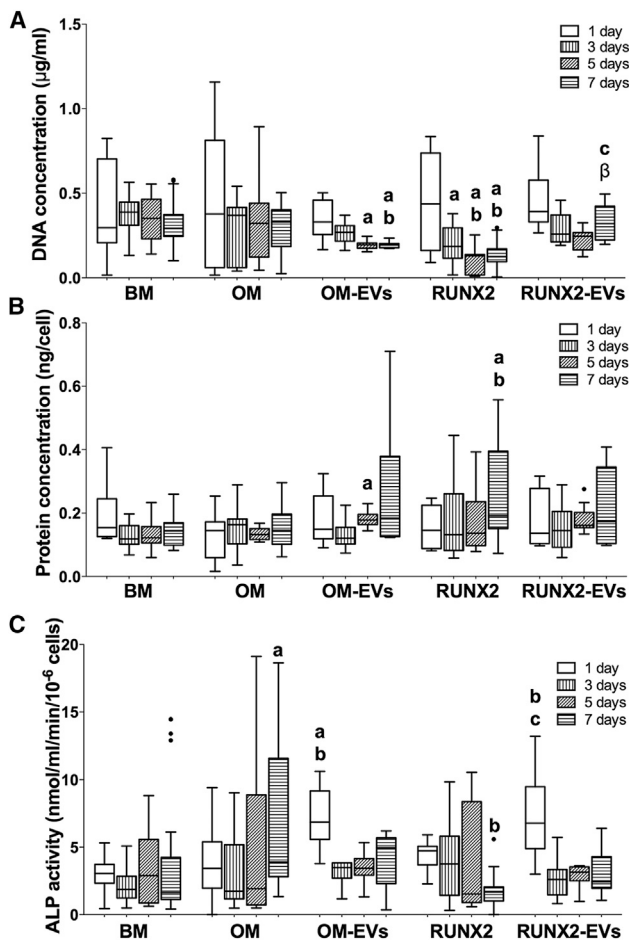 A
DNA concentration (µg/ml)
1.5
1.0
0.5
0.0
1 day
3 days
5 days
7 days
a
a
b
a
a
b
a
b
c
β
BM OM OM-EVs RUNX2 RUNX2-EVs
B
Protein concentration (ng/cell)
0.8
0.6
0.4
0.2
0.0
1 day
3 days
5 days
7 days
a
a
b
BM OM OM-EVs RUNX2 RUNX2-EVs
C
ALP activity (nmol/ml/min/10⁻⁶ cells)
20
15
10
5
0
1 day
3 days
5 days
7 days
a
a
b
b
b
c
BM OM OM-EVs RUNX2 RUNX2-EVs